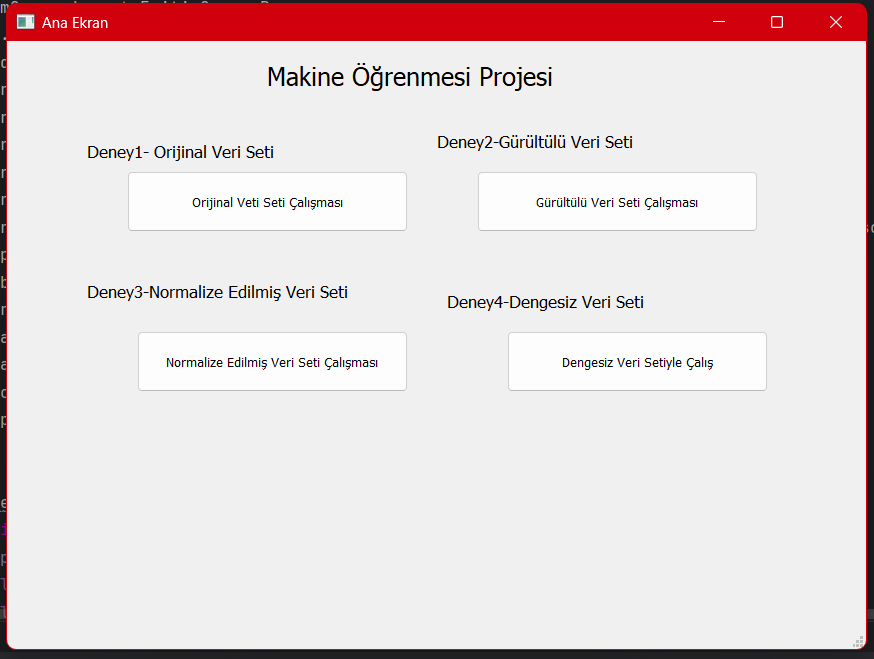 Ana Ekran
Makine Öğrenmesi Projesi
Deney1- Orijinal Veri Seti
Deney2-Gürültülü Veri Seti
Orijinal Veti Seti Çalışması
Gürültülü Veri Seti Çalışması
Deney3-Normalize Edilmiş Veri Seti
Deney4-Dengesiz Veri Seti
Normalize Edilmiş Veri Seti Çalışması
Dengesiz Veri Setiyle Çalış